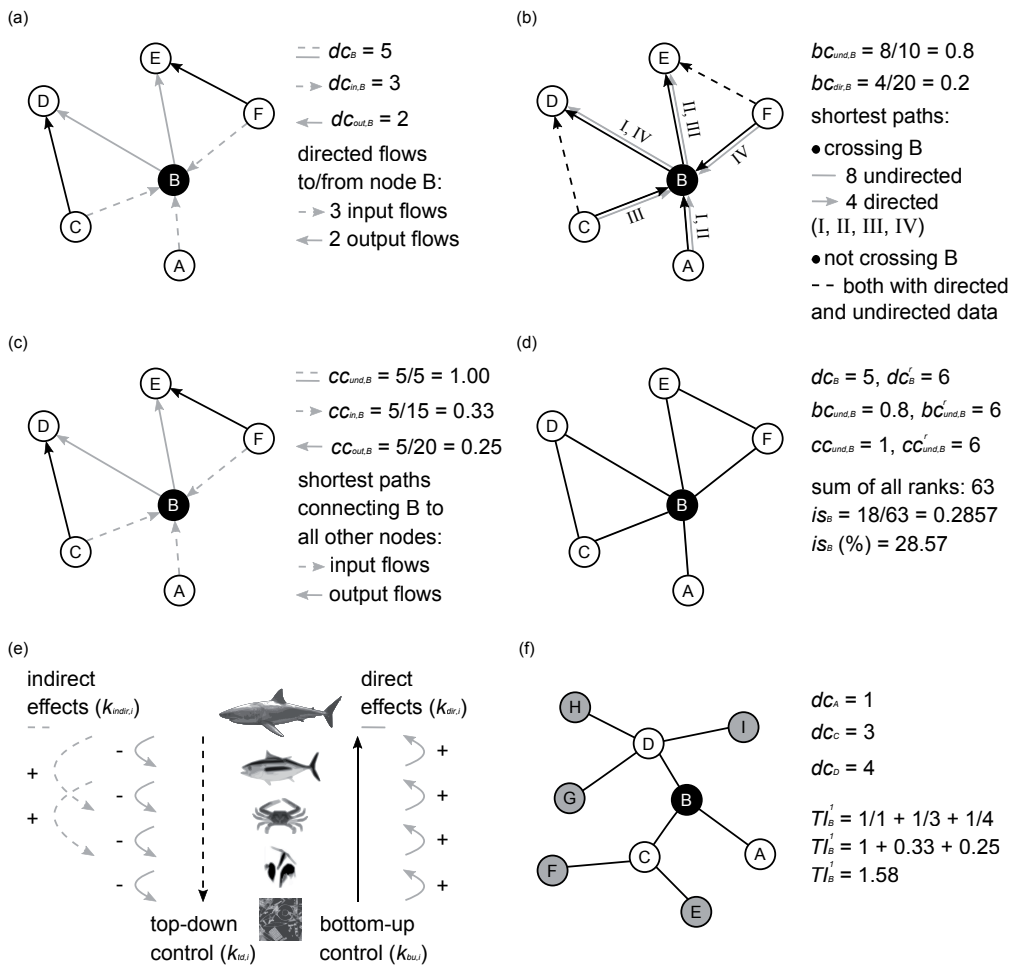 (a)
E
D
F
B
C
A
dc_B = 5
dc_in,B = 3
dc_out,B = 2
directed flows
to/from node B:
3 input flows
2 output flows
(b)
E
D
F
B
C
A
I, IV
II, III
IV
III
I, II
bc_und,B = 8/10 = 0.8
bc_dir,B = 4/20 = 0.2
shortest paths:
● crossing B
8 undirected
4 directed
(I, II, III, IV)
● not crossing B
both with directed
and undirected data
(c)
E
D
F
B
C
A
cc_und,B = 5/5 = 1.00
cc_in,B = 5/15 = 0.33
cc_out,B = 5/20 = 0.25
shortest paths
connecting B to
all other nodes:
input flows
output flows
(d)
E
D
F
B
C
A
dc_B = 5, dc^r_B = 6
bc_und,B = 0.8, bc^r_und,B = 6
cc_und,B = 1, cc^r_und,B = 6
sum of all ranks: 63
is_B = 18/63 = 0.2857
is_B (%) = 28.57
(e)
indirect
effects (k_indir,i)
direct
effects (k_dir,i)
-
+
+
-
+
-
+
+
-
+
top-down
control (k_td,i)
bottom-up
control (k_bu,i)
(f)
H
D
I
G
B
C
A
F
E
dc_A = 1
dc_C = 3
dc_D = 4
TI^1_B = 1/1 + 1/3 + 1/4
TI^1_B = 1 + 0.33 + 0.25
TI^1_B = 1.58